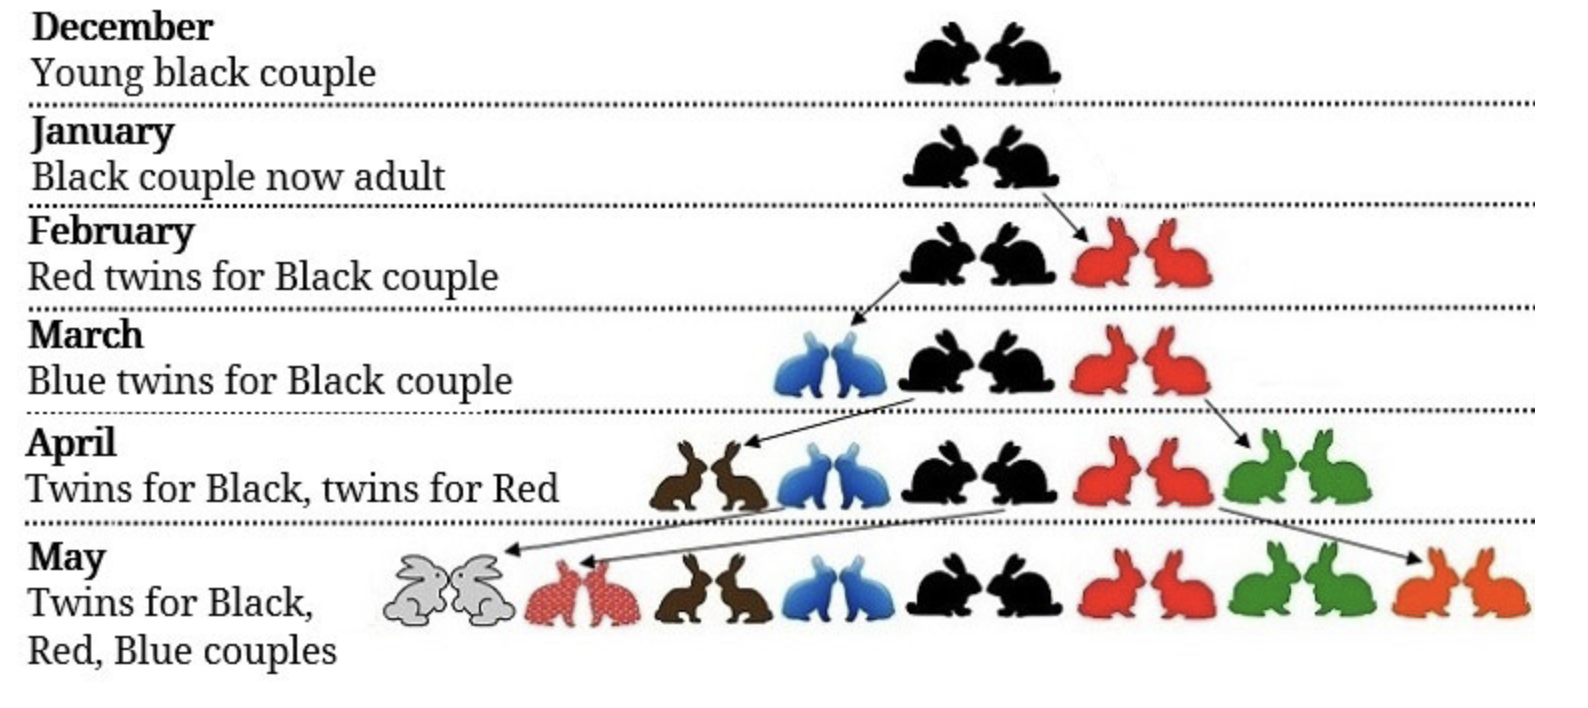 December
Young black couple
January
Black couple now adult
February
Red twins for Black couple
March
Blue twins for Black couple
April
Twins for Black, twins for Red
May
Twins for Black,
Red, Blue couples